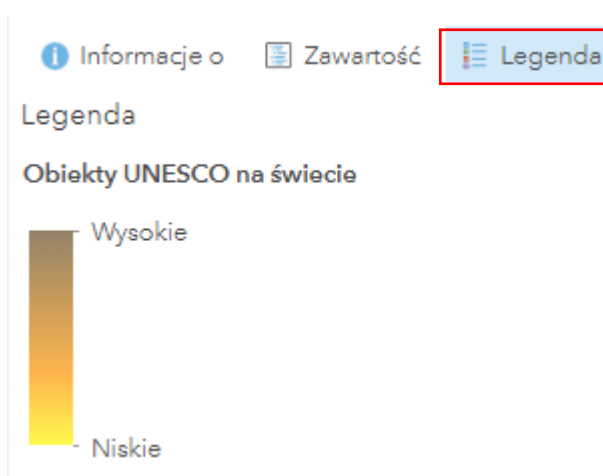 Informacje o Zawartość Legenda
Legenda
Obiekty UNESCO na świecie
Wysokie
Niskie